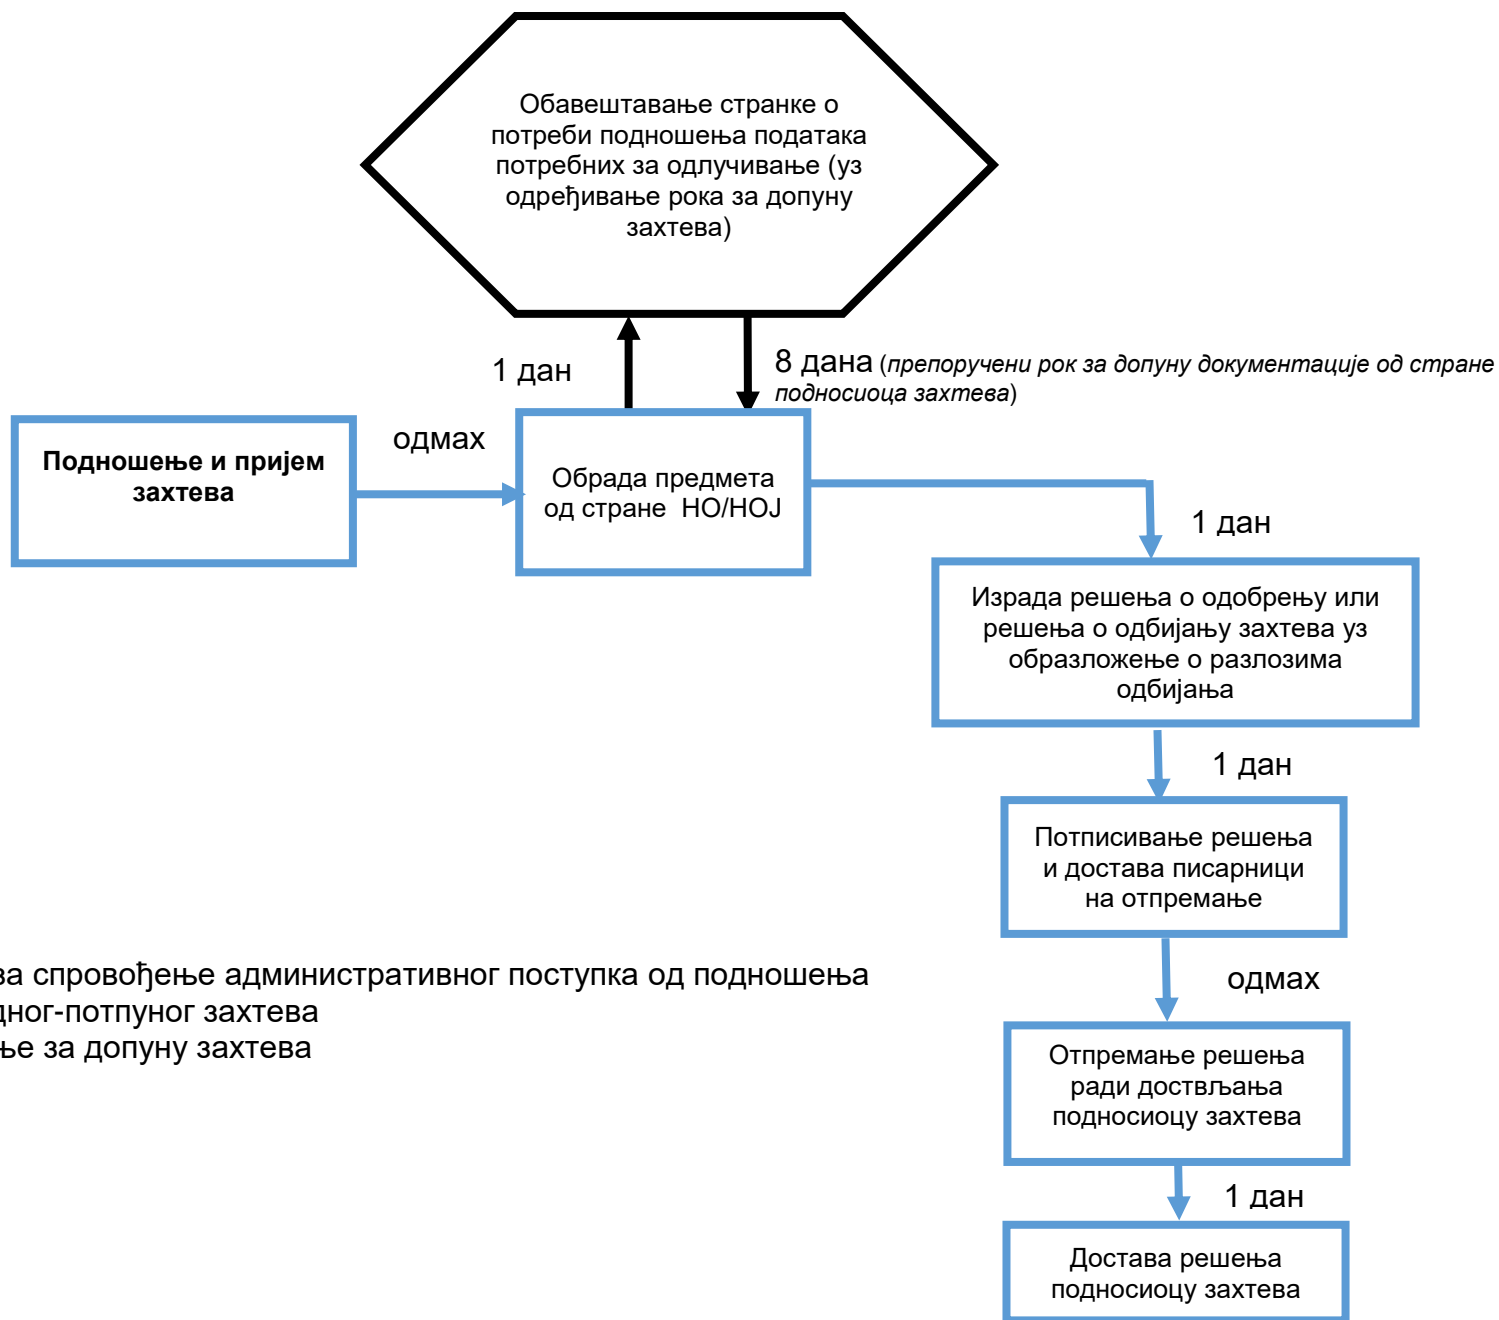 Обавештавање странке о
потреби подношења података
потребних за одлучивање (уз
одређивање рока за допуну
захтева)
1 дан
8 дана (препоручени рок за допуну документације од стране
подносиоца захтева)
Подношење и пријем
захтева
одмах
Обрада предмета
од стране НО/НОЈ
1 дан
Израда решења о одобрењу или
решења о одбијању захтева уз
образложење о разлозима
одбијања
1 дан
Потписивање решења
и достава писарници
на отпремање
за спровођење административног поступка од подношења
дног-потпуног захтева
ње за допуну захтева
одмах
Отпремање решења
ради доствљања
подносиоцу захтева
1 дан
Достава решења
подносиоцу захтева